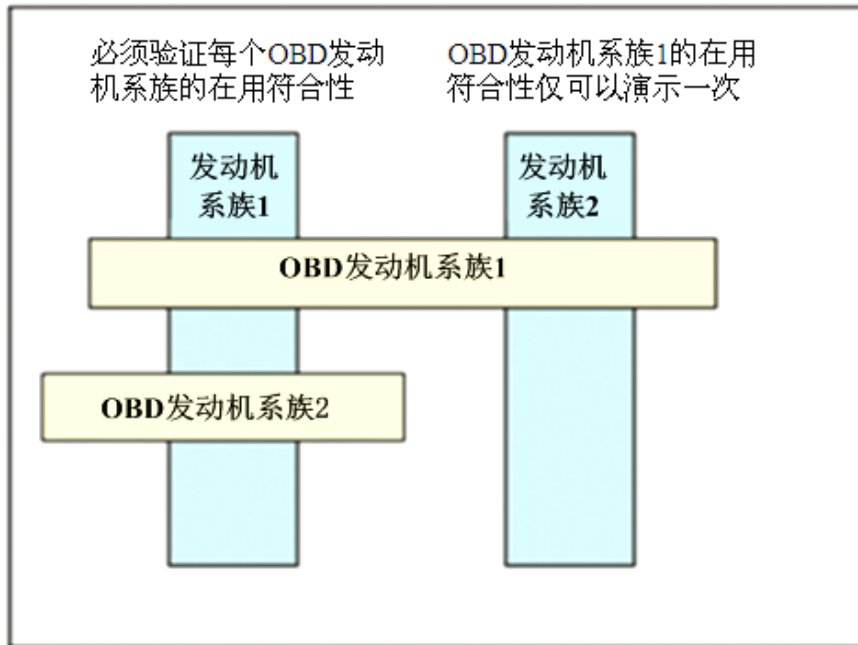 必须验证每个OBD发动
机系族的在用符合性
OBD发动机系族1的在用
符合性仅可以演示一次
发动机
系族1
发动机
系族2
OBD发动机系族1
OBD发动机系族2